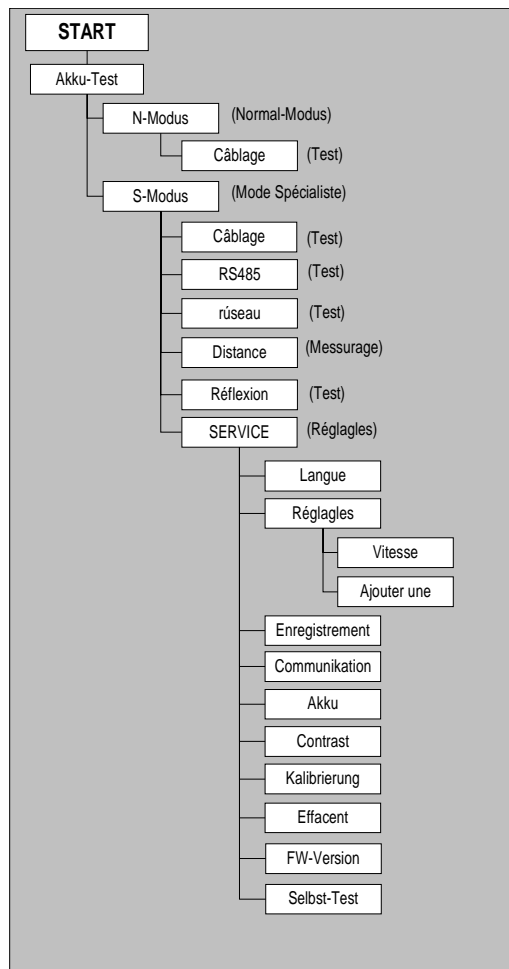 START
Akku-Test
N-Modus (Normal-Modus)
Câblage (Test)
S-Modus (Mode Spécialiste)
Câblage (Test)
RS485 (Test)
rúseau (Test)
Distance (Messurage)
Réflexion (Test)
SERVICE (Réglagles)
Langue
Réglagles
Vitesse
Ajouter une
Enregistrement
Communikation
Akku
Contrast
Kalibrierung
Effacent
FW-Version
Selbst-Test